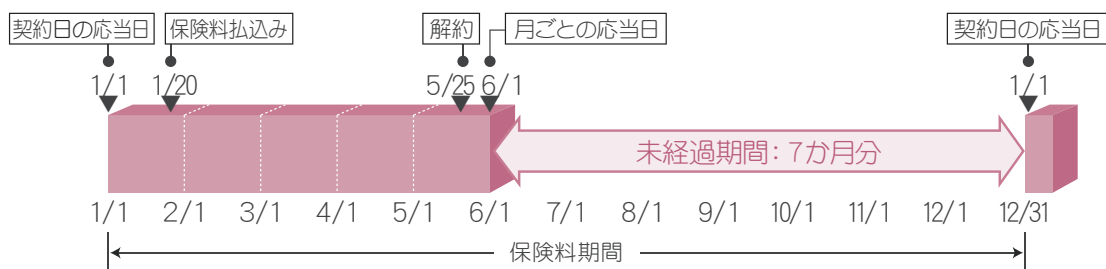 契約日の応当日 保険料払込み 解約 月ごとの応当日 契約日の応当日
1/1 1/20 5/25 6/1 1/1
未経過期間：7か月分
1/1 2/1 3/1 4/1 5/1 6/1 7/1 8/1 9/1 10/1 11/1 12/1 12/31
保険料期間